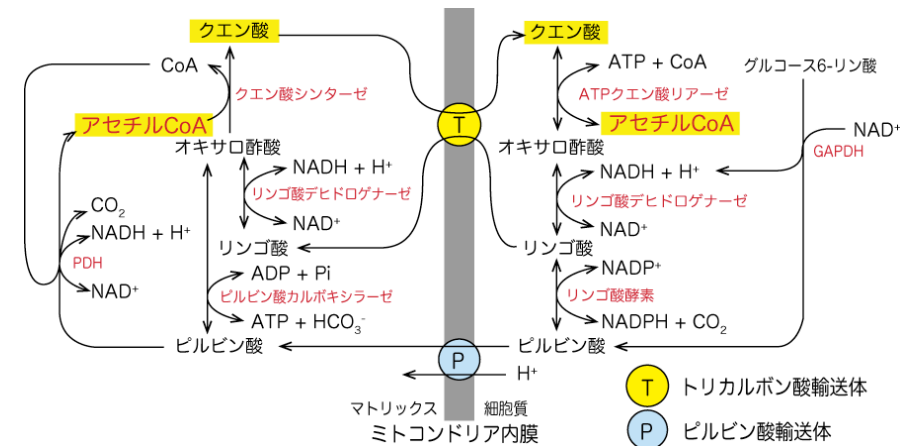 クエン酸
クエン酸
CoA
ATP + CoA
グルコース6-リン酸
クエン酸シンターゼ
ATPクエン酸リアーゼ
アセチルCoA
T
アセチルCoA
NAD⁺
オキサロ酢酸
オキサロ酢酸
GAPDH
NADH + H⁺
NADH + H⁺
リンゴ酸デヒドロゲナーゼ
リンゴ酸デヒドロゲナーゼ
CO₂
NAD⁺
NAD⁺
NADH + H⁺
リンゴ酸
リンゴ酸
PDH
ADP + Pi
NADP⁺
NAD⁺
ピルビン酸カルボキシラーゼ
リンゴ酸酵素
ATP + HCO₃⁻
NADPH + CO₂
ピルビン酸
ピルビン酸
P
H⁺
T トリカルボン酸輸送体
マトリックス
細胞質
ミトコンドリア内膜
P ピルビン酸輸送体